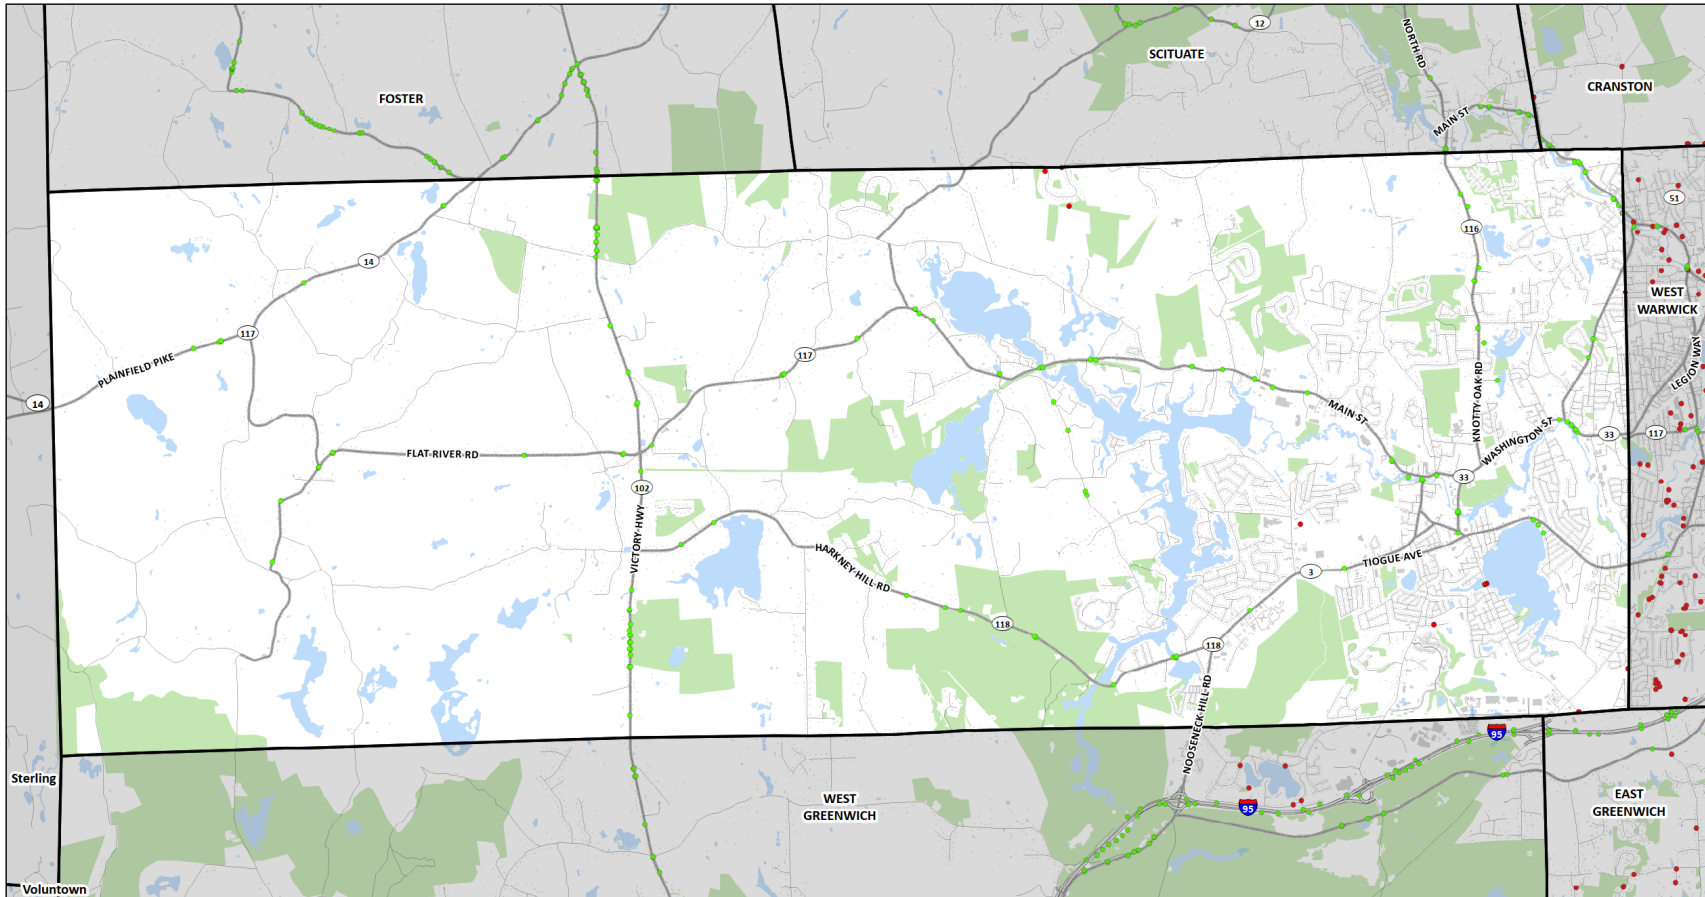 12
SCITUATE
NORTH RD
CRANSTON
FOSTER
MAIN ST
51
116
14
WEST
WARWICK
117
117
LEGION WAY
PLAINFIELD PIKE
14
MAIN ST
KNOTTY OAK RD
WASHINGTON ST
33
117
FLAT RIVER RD
33
102
VICTORY HWY
HARKNEY HILL RD
TIOGUE AVE
3
118
118
NOOSENECK HILL RD
95
Sterling
WEST
GREENWICH
95
EAST
GREENWICH
Voluntown